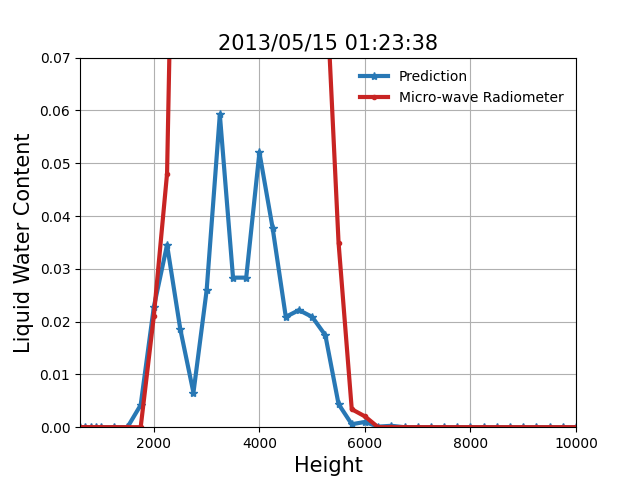 2013/05/15 01:23:38
Prediction
Micro-wave Radiometer
Liquid Water Content
0.07
0.06
0.05
0.04
0.03
0.02
0.01
0.00
2000 4000 6000 8000 10000
Height